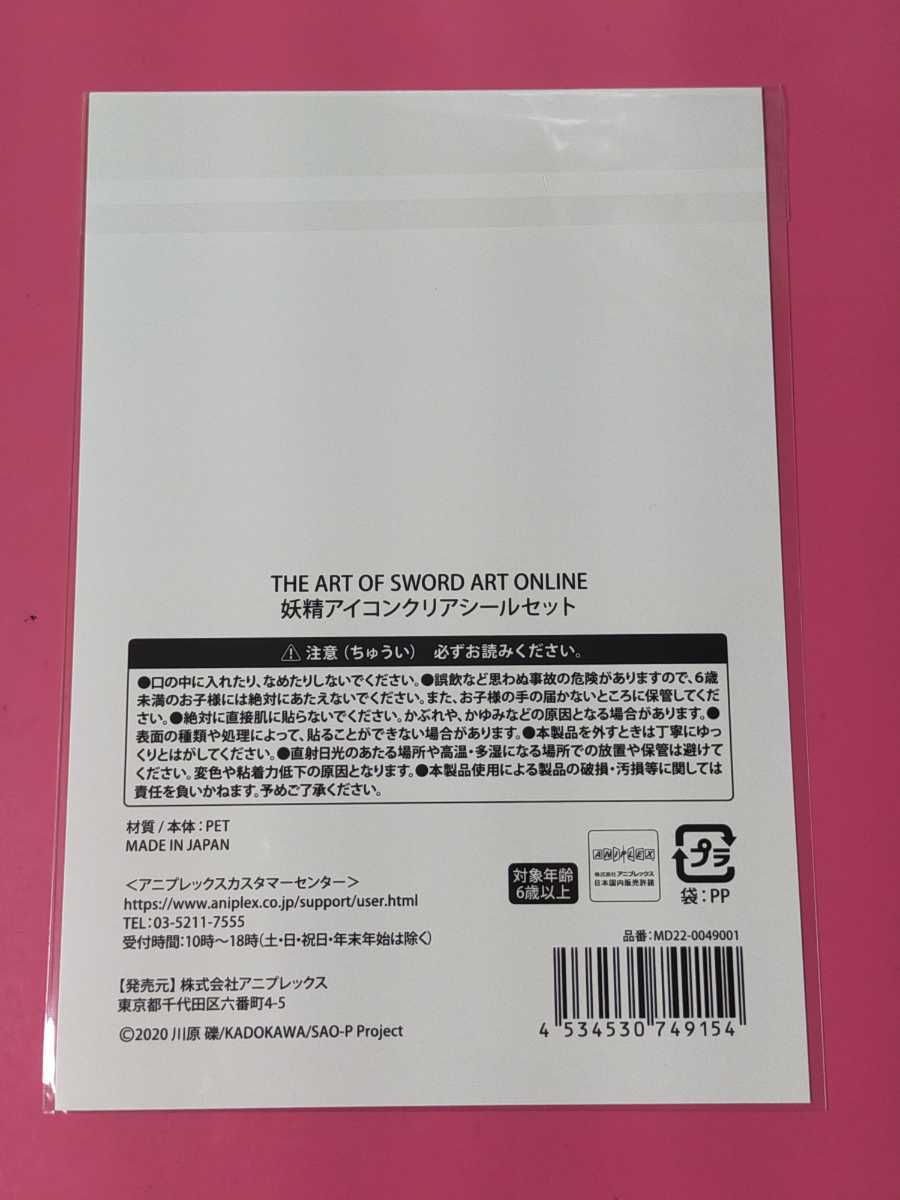 THE ART OF SWORD ART ONLINE
妖精アイコンクリアシールセット
⚠ 注意（ちゅうい） 必ずお読みください。
●口の中に入れたり、なめたりしないでください。●誤飲など思わぬ事故の危険がありますので、6歳
未満のお子様には絶対にあたえないでください。また、お子様の手の届かないところに保管してくだ
さい。●絶対に直接肌に貼らないでください。かぶれや、かゆみなどの原因となる場合があります。●
表面の種類や処理によって、貼ることができない場合があります。●本製品を外すときは丁寧にゆっ
くりとはがしてください。●直射日光のあたる場所や高温・多湿になる場所での放置や保管は避けて
ください。変色や粘着力低下の原因となります。●本製品使用による製品の破損・汚損等に関しては
責任を負いかねます。予めご了承ください。
材質 / 本体：PET
MADE IN JAPAN
＜アニプレックスカスタマーセンター＞
https://www.aniplex.co.jp/support/user.html
TEL：03-5211-7555
受付時間：10時～18時（土・日・祝日・年末年始は除く）
【発売元】株式会社アニプレックス
東京都千代田区六番町4-5
©2020 川原 礫/KADOKAWA/SAO-P Project
対象年齢
6歳以上
ANIPLEX
株式会社 アニプレックス
日本国内販売許諾
プラ
袋：PP
品番：MD22-0049001
4 534530 749154